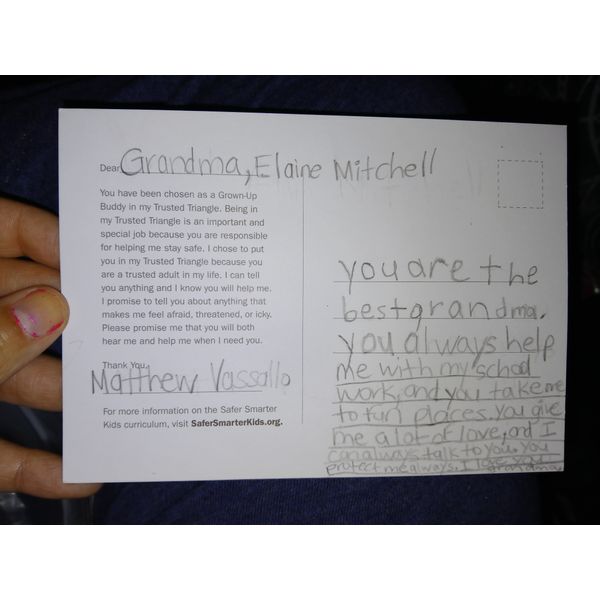 Dear Grandma, Elaine Mitchell
You have been chosen as a Grown-Up
Buddy in my Trusted Triangle. Being in
my Trusted Triangle is an important and
special job because you are responsible
for helping me stay safe. I chose to put
you in my Trusted Triangle because you
are a trusted adult in my life. I can tell
you anything and I know you will help me.
I promise to tell you about anything that
makes me feel afraid, threatened, or icky.
Please promise me that you will both
hear me and help me when I need you.
Thank You,
Matthew Vassallo
For more information on the Safer Smarter
Kids curriculum, visit SaferSmarterKids.org.
you are the
best grandma.
you always help
me with my school
work, and you take me
to fun places. You give
me a lot of love, and I
can always talk to you. You
protect me always. I love you
grandma.